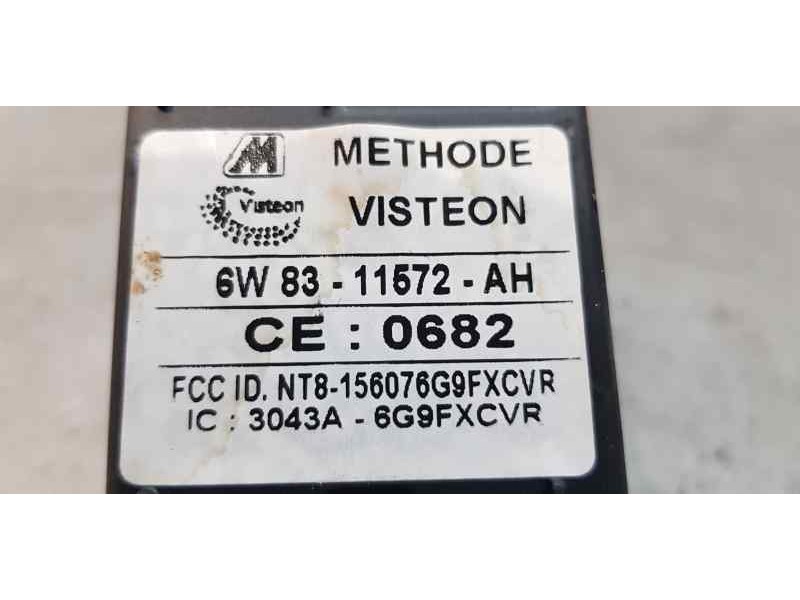 M METHODE
Visteon VISTEON
6W 83 - 11572 - AH
CE : 0682
FCC ID. NT8-156076G9FXCVR
IC : 3043A - 6G9FXCVR